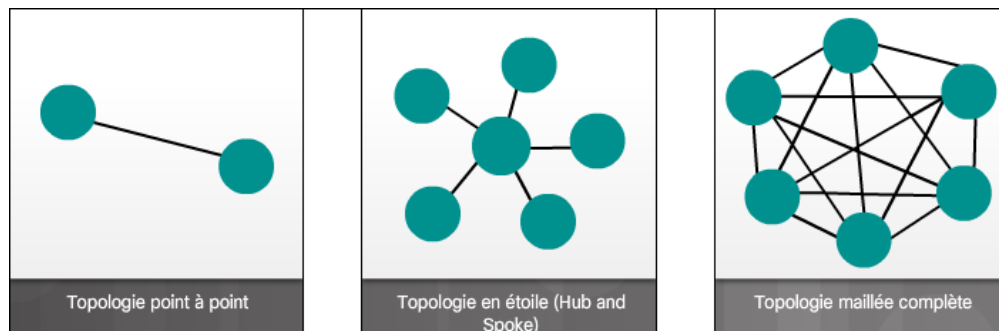 Topologie point à point
Topologie en étoile (Hub and
Spoke)
Topologie maillée complète